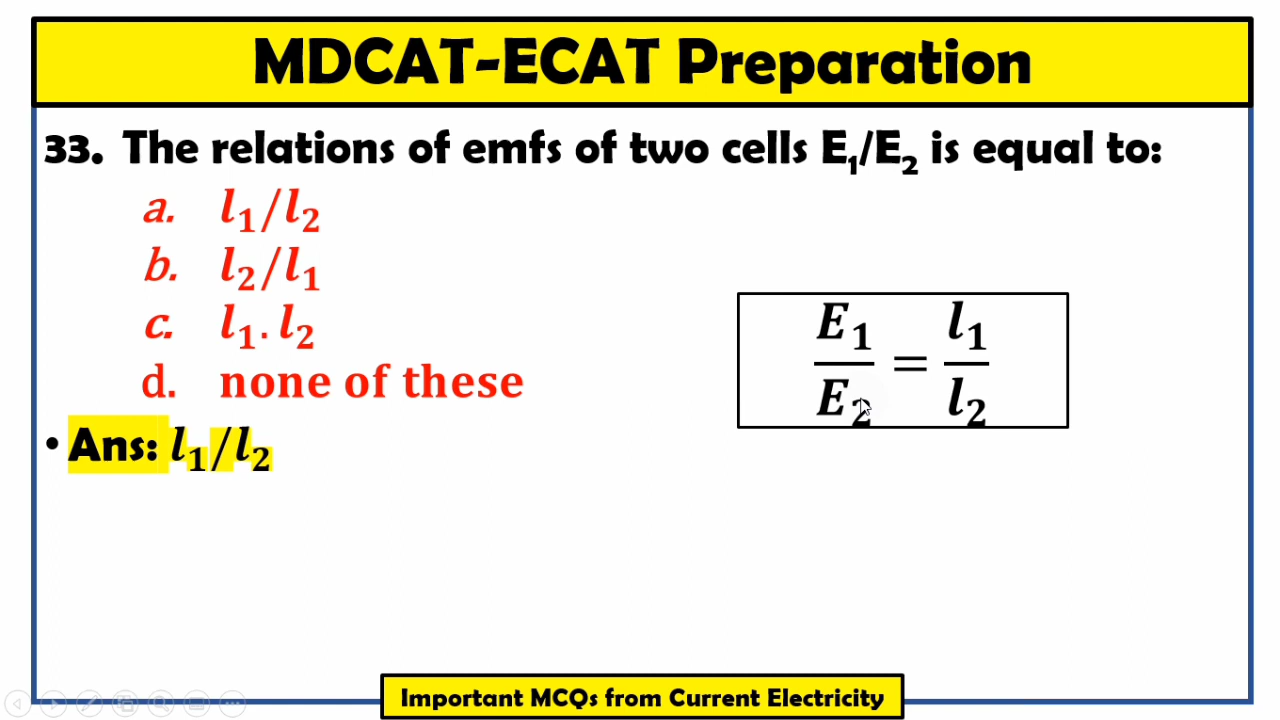 MDCAT-ECAT Preparation
33. The relations of emfs of two cells E₁/E₂ is equal to:
a. l₁/l₂
b. l₂/l₁
c. l₁. l₂
d. none of these
E₁/E₂ = l₁/l₂
• Ans: l₁/l₂
Important MCQs from Current Electricity